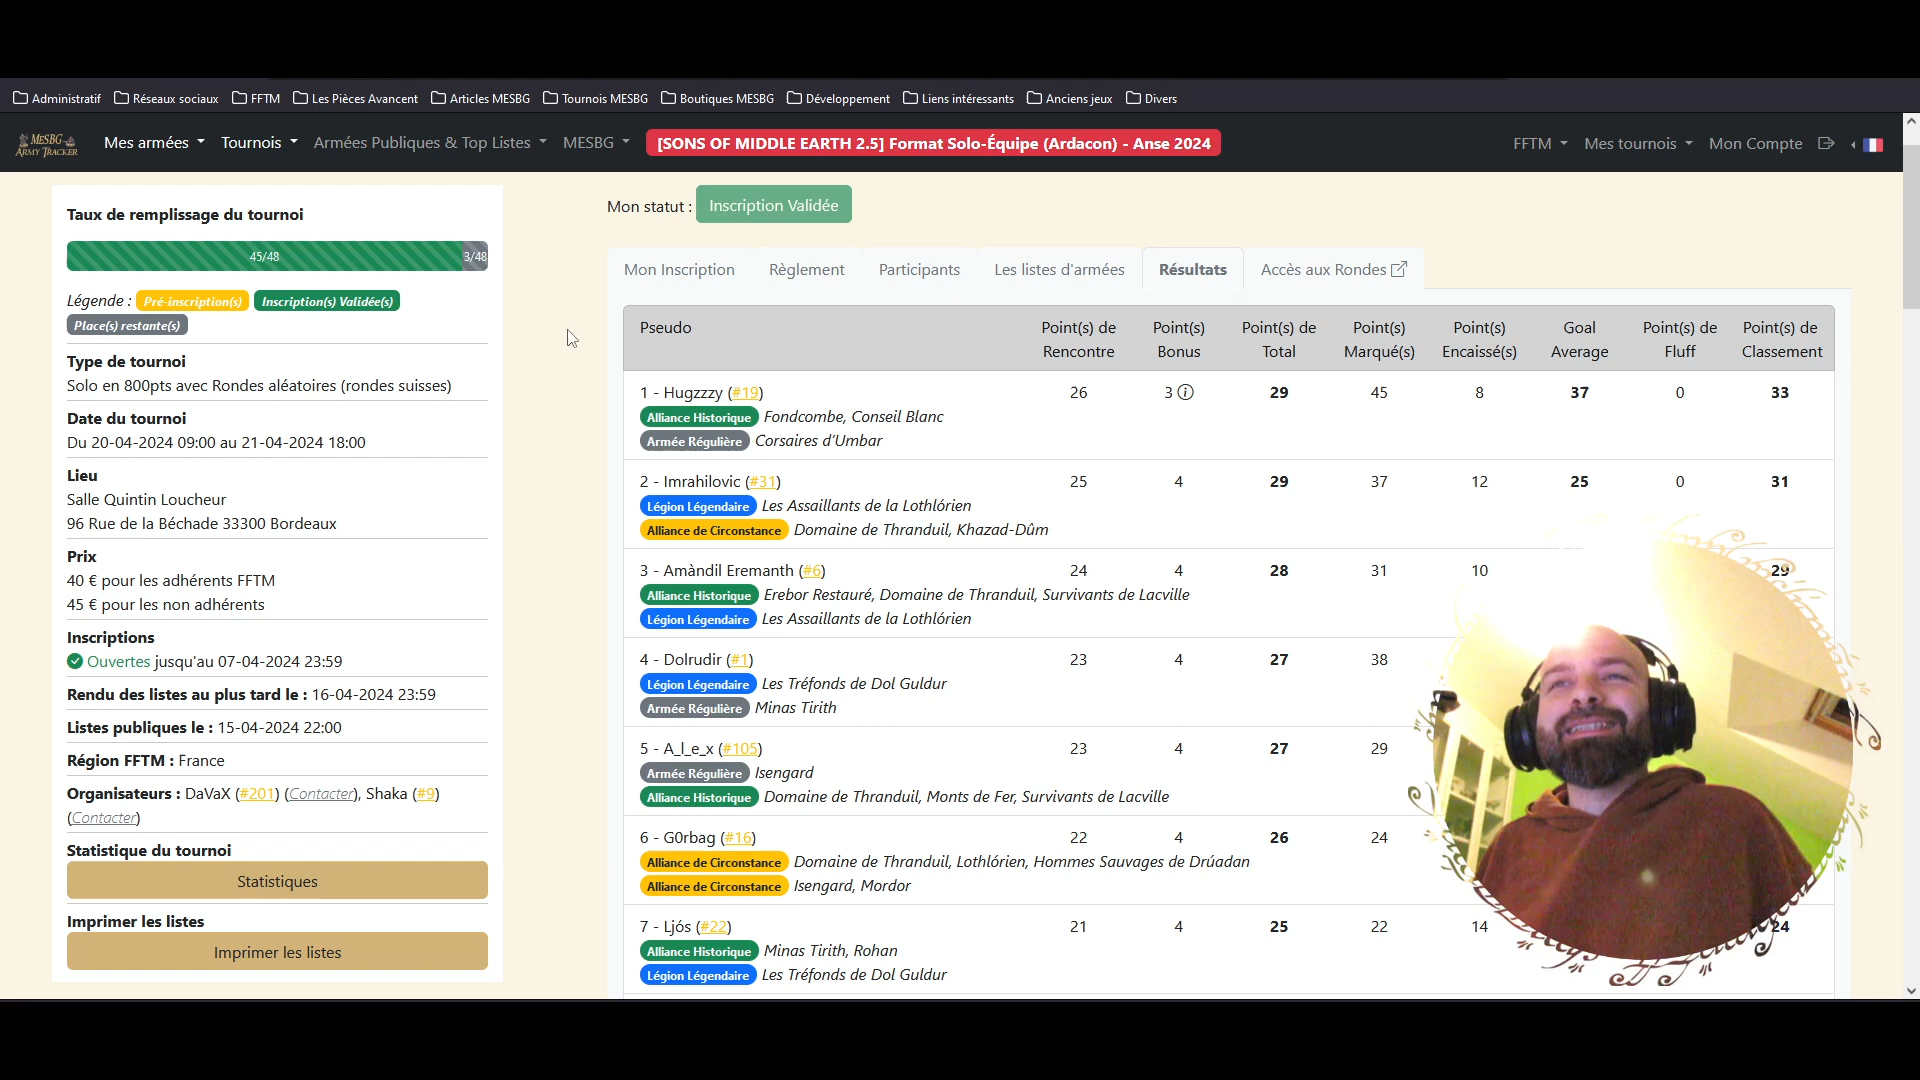 Administratif Réseaux sociaux FFTM Les Pièces Avancent Articles MESBG Tournois MESBG Boutiques MESBG Développement Liens intéressants Anciens jeux Divers
MESBG ARMY TRACKER Mes armées Tournois Armées Publiques & Top Listes MESBG [SONS OF MIDDLE EARTH 2.5] Format Solo-Équipe (Ardacon) - Anse 2024 FFTM Mes tournois Mon Compte
Taux de remplissage du tournoi
45/48 3/48
Légende : Pré-inscription(s) Inscription(s) Validée(s)
Place(s) restante(s)
Type de tournoi
Solo en 800pts avec Rondes aléatoires (rondes suisses)
Date du tournoi
Du 20-04-2024 09:00 au 21-04-2024 18:00
Lieu
Salle Quintin Loucheur
96 Rue de la Béchade 33300 Bordeaux
Prix
40 € pour les adhérents FFTM
45 € pour les non adhérents
Inscriptions
Ouvertes jusqu'au 07-04-2024 23:59
Rendu des listes au plus tard le : 16-04-2024 23:59
Listes publiques le : 15-04-2024 22:00
Région FFTM : France
Organisateurs : DaVaX (#201) (Contacter), Shaka (#9)
(Contacter)
Statistique du tournoi
Statistiques
Imprimer les listes
Imprimer les listes
Mon statut : Inscription Validée
Mon Inscription Règlement Participants Les listes d'armées Résultats Accès aux Rondes
Pseudo Point(s) de Rencontre Point(s) Bonus Point(s) de Total Point(s) Marqué(s) Point(s) Encaissé(s) Goal Average Point(s) de Fluff Point(s) de Classement
1 - Hugzzzy (#19) 26 3 29 45 8 37 0 33
Alliance Historique Fondcombe, Conseil Blanc
Armée Régulière Corsaires d'Umbar
2 - Imrahilovic (#31) 25 4 29 37 12 25 0 31
Légion Légendaire Les Assaillants de la Lothlórien
Alliance de Circonstance Domaine de Thranduil, Khazad-Dûm
3 - Amàndil Eremanth (#6) 24 4 28 31 10 29
Alliance Historique Erebor Restauré, Domaine de Thranduil, Survivants de Lacville
Légion Légendaire Les Assaillants de la Lothlórien
4 - Dolrudir (#1) 23 4 27 38
Légion Légendaire Les Tréfonds de Dol Guldur
Armée Régulière Minas Tirith
5 - A_l_e_x (#105) 23 4 27 29
Armée Régulière Isengard
Alliance Historique Domaine de Thranduil, Monts de Fer, Survivants de Lacville
6 - G0rbag (#16) 22 4 26 24
Alliance de Circonstance Domaine de Thranduil, Lothlórien, Hommes Sauvages de Drúadan
Alliance de Circonstance Isengard, Mordor
7 - Ljós (#22) 21 4 25 22 14 24
Alliance Historique Minas Tirith, Rohan
Légion Légendaire Les Tréfonds de Dol Guldur